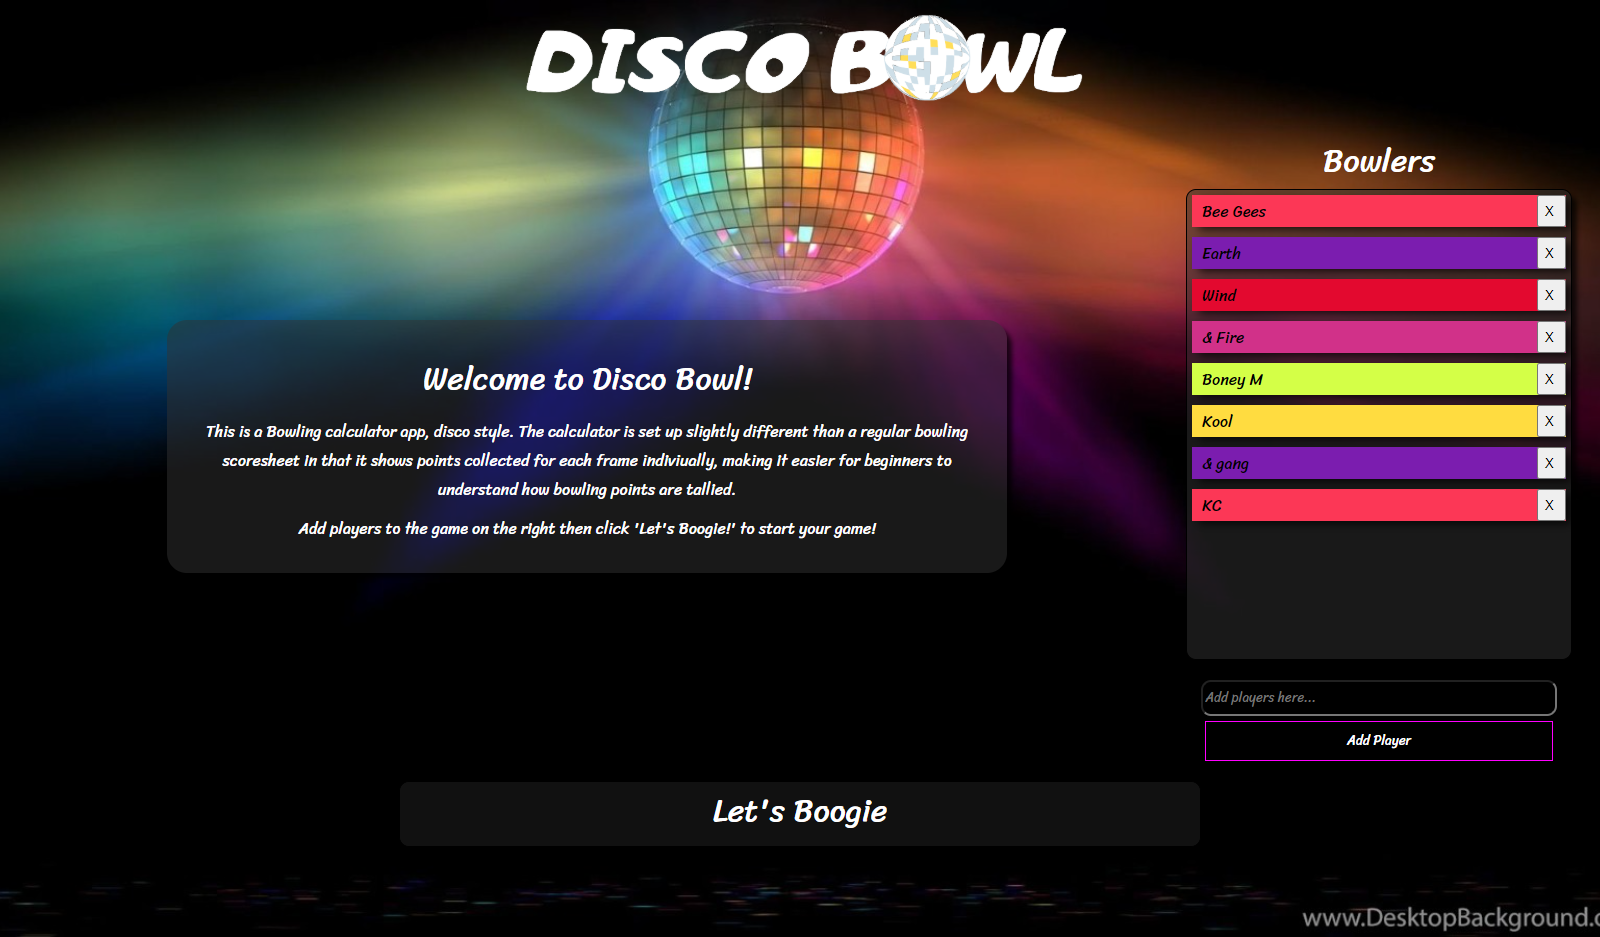 DISCO BOWL
Bowlers
Bee Gees X
Earth X
Wind X
& Fire X
Boney M X
Kool X
& gang X
KC X
Welcome to Disco Bowl!
This is a Bowling calculator app, disco style. The calculator is set up slightly different than a regular bowling
scoresheet in that it shows points collected for each frame indiviually, making it easier for beginners to
understand how bowling points are tallied.
Add players to the game on the right then click 'Let's Boogie!' to start your game!
Add players here...
Add Player
Let's Boogie
www.DesktopBackground.o